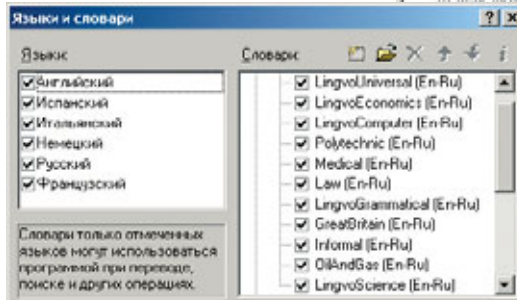 Языки и словари
Языки:
Английский
Испанский
Итальянский
Немецкий
Русский
Французский
Словари только отмеченных
языков могут использоваться
программой при переводе,
поиске и других операциях.
Словари:
LingvoUniversal (En-Ru)
LingvoEconomics (En-Ru)
LingvoComputer (En-Ru)
Polytechnic (En-Ru)
Medical (En-Ru)
Law (En-Ru)
LingvoGrammatical (En-Ru)
GreatBritain (En-Ru)
Informal (En-Ru)
OilAndGas (En-Ru)
LingvoScience (En-Ru)